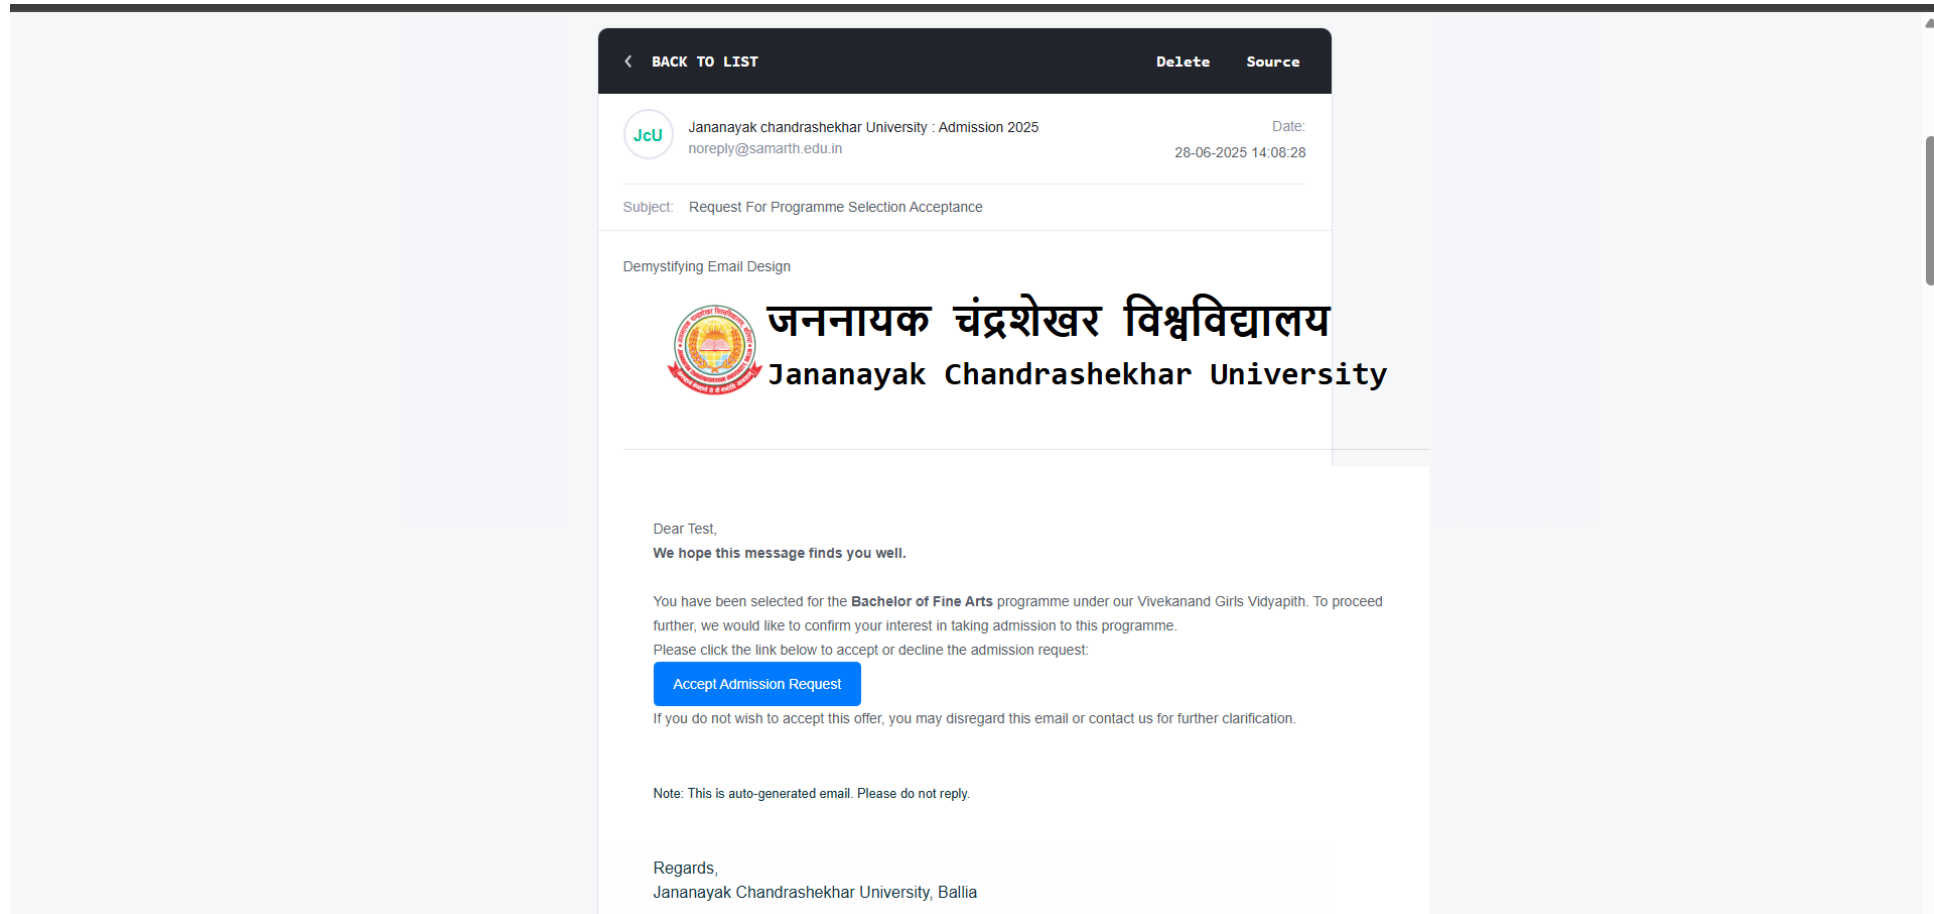 BACK TO LIST
Delete
Source
JcU
Jananayak chandrashekhar University : Admission 2025
noreply@samarth.edu.in
Date:
28-06-2025 14:08:28
Subject: Request For Programme Selection Acceptance
Demystifying Email Design
जननायक चंद्रशेखर विश्वविद्यालय
Jananayak Chandrashekhar University
Dear Test,
We hope this message finds you well.
You have been selected for the Bachelor of Fine Arts programme under our Vivekanand Girls Vidyapith. To proceed
further, we would like to confirm your interest in taking admission to this programme.
Please click the link below to accept or decline the admission request:
Accept Admission Request
If you do not wish to accept this offer, you may disregard this email or contact us for further clarification.
Note: This is auto-generated email. Please do not reply.
Regards,
Jananayak Chandrashekhar University, Ballia